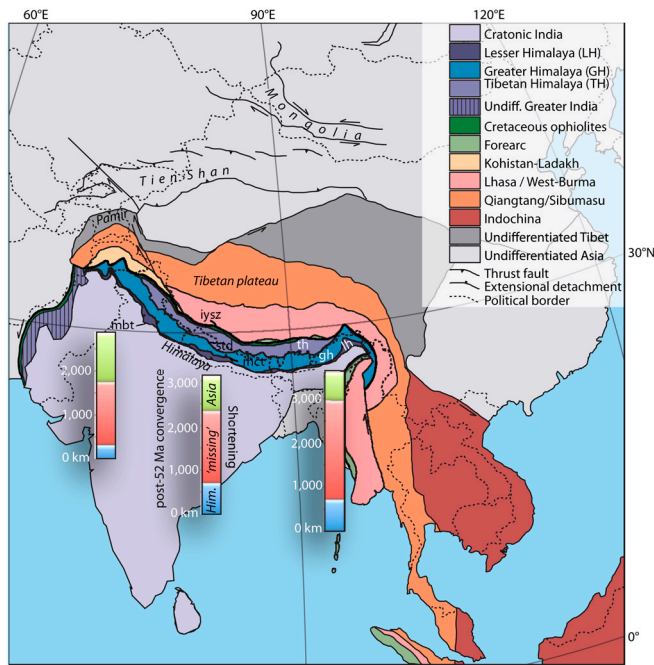 60°E
90°E
120°E
Cratonic India
Lesser Himalaya (LH)
Greater Himalaya (GH)
Tibetan Himalaya (TH)
Undiff. Greater India
Cretaceous ophiolites
Forearc
Kohistan-Ladakh
Lhasa / West-Burma
Qiangtang/Sibumasu
Indochina
Undifferentiated Tibet
Undifferentiated Asia
Thrust fault
Extensional detachment
Political border
Mongolia
Tien-Shan
Pamir
30°N
Tibetan plateau
iysz
mbt
std
th
lh
mct
gh
Himalaya
2,000
1,000
0 km
post-52 Ma convergence
3,000
2,000
1,000
0 km
Asia
'missing'
Him.
Shortening
3,000
2,000
1,000
0 km
0°